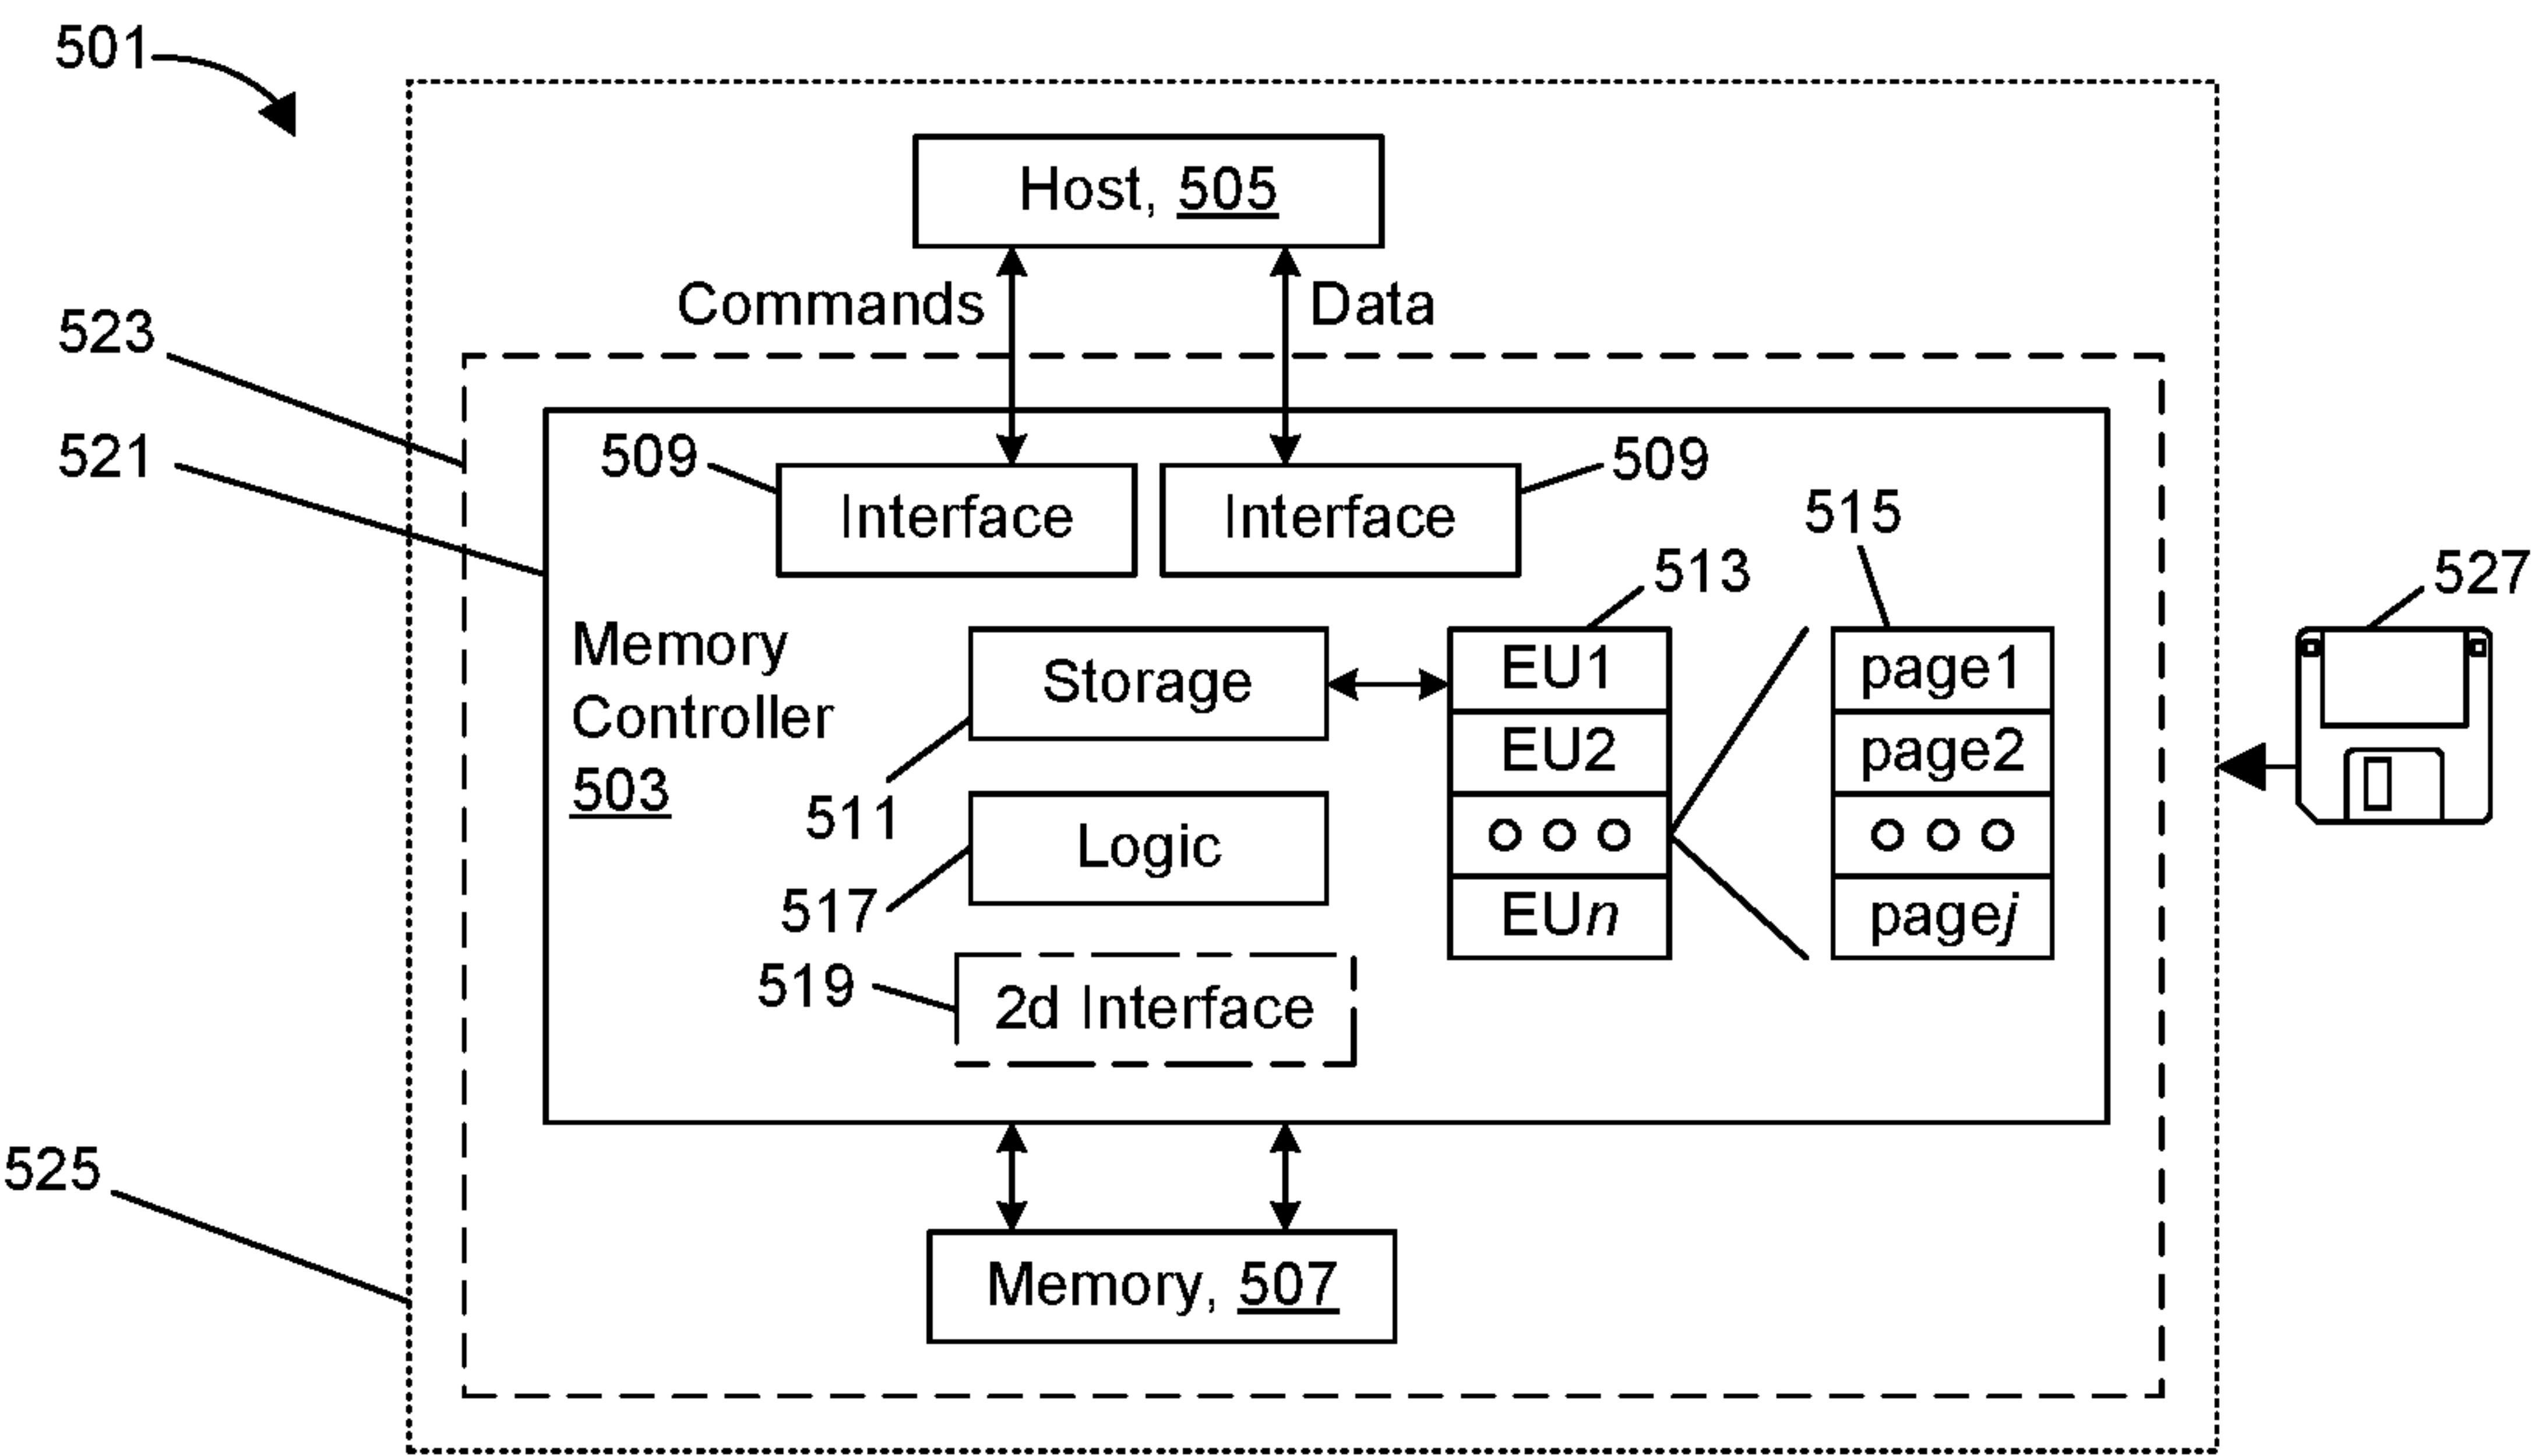 501
Host, 505
Commands
Data
523
521
509
Interface
Interface
509
515
513
527
Memory
Controller
503
Storage
511
EU1
EU2
EUn
page1
page2
pagej
Logic
517
519
2d Interface
525
Memory, 507